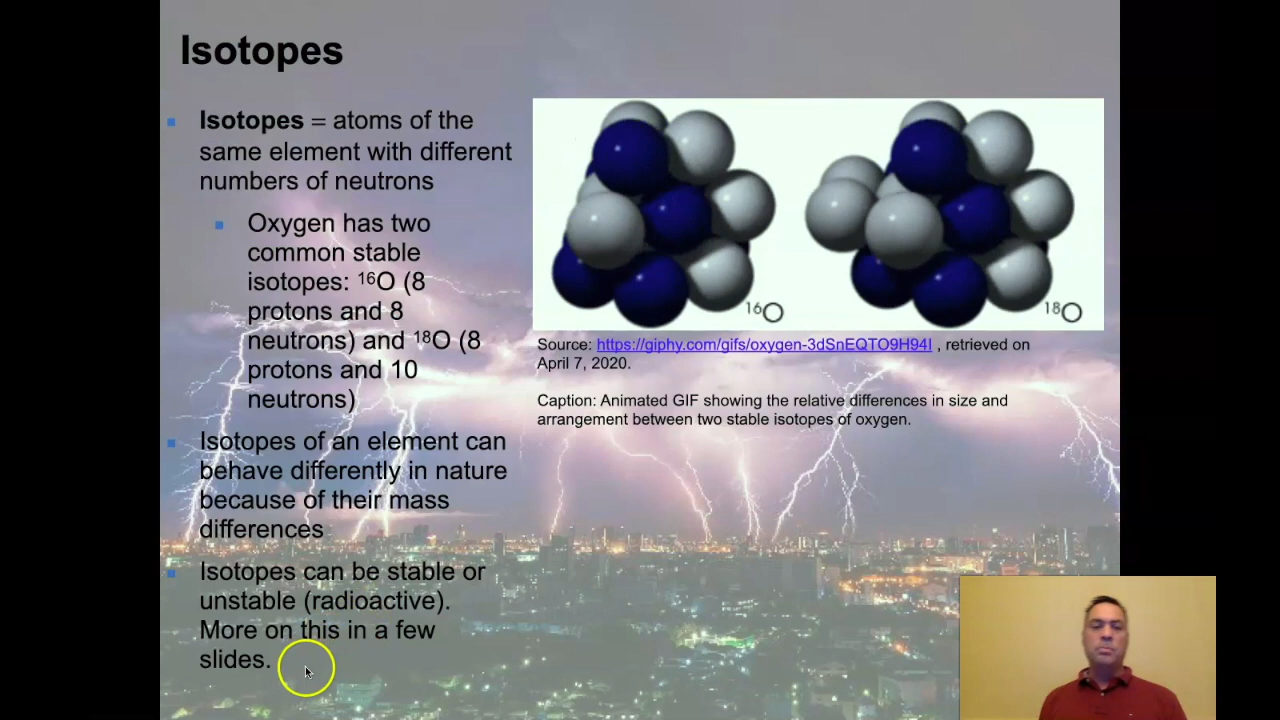 Isotopes
Isotopes = atoms of the
same element with different
numbers of neutrons
Oxygen has two
common stable
isotopes: ¹⁶O (8
protons and 8
neutrons) and ¹⁸O (8
protons and 10
neutrons)
Isotopes of an element can
behave differently in nature
because of their mass
differences
Isotopes can be stable or
unstable (radioactive).
More on this in a few
slides.
¹⁶O
¹⁸O
Source: https://giphy.com/gifs/oxygen-3dSnEQTO9H94I , retrieved on
April 7, 2020.
Caption: Animated GIF showing the relative differences in size and
arrangement between two stable isotopes of oxygen.